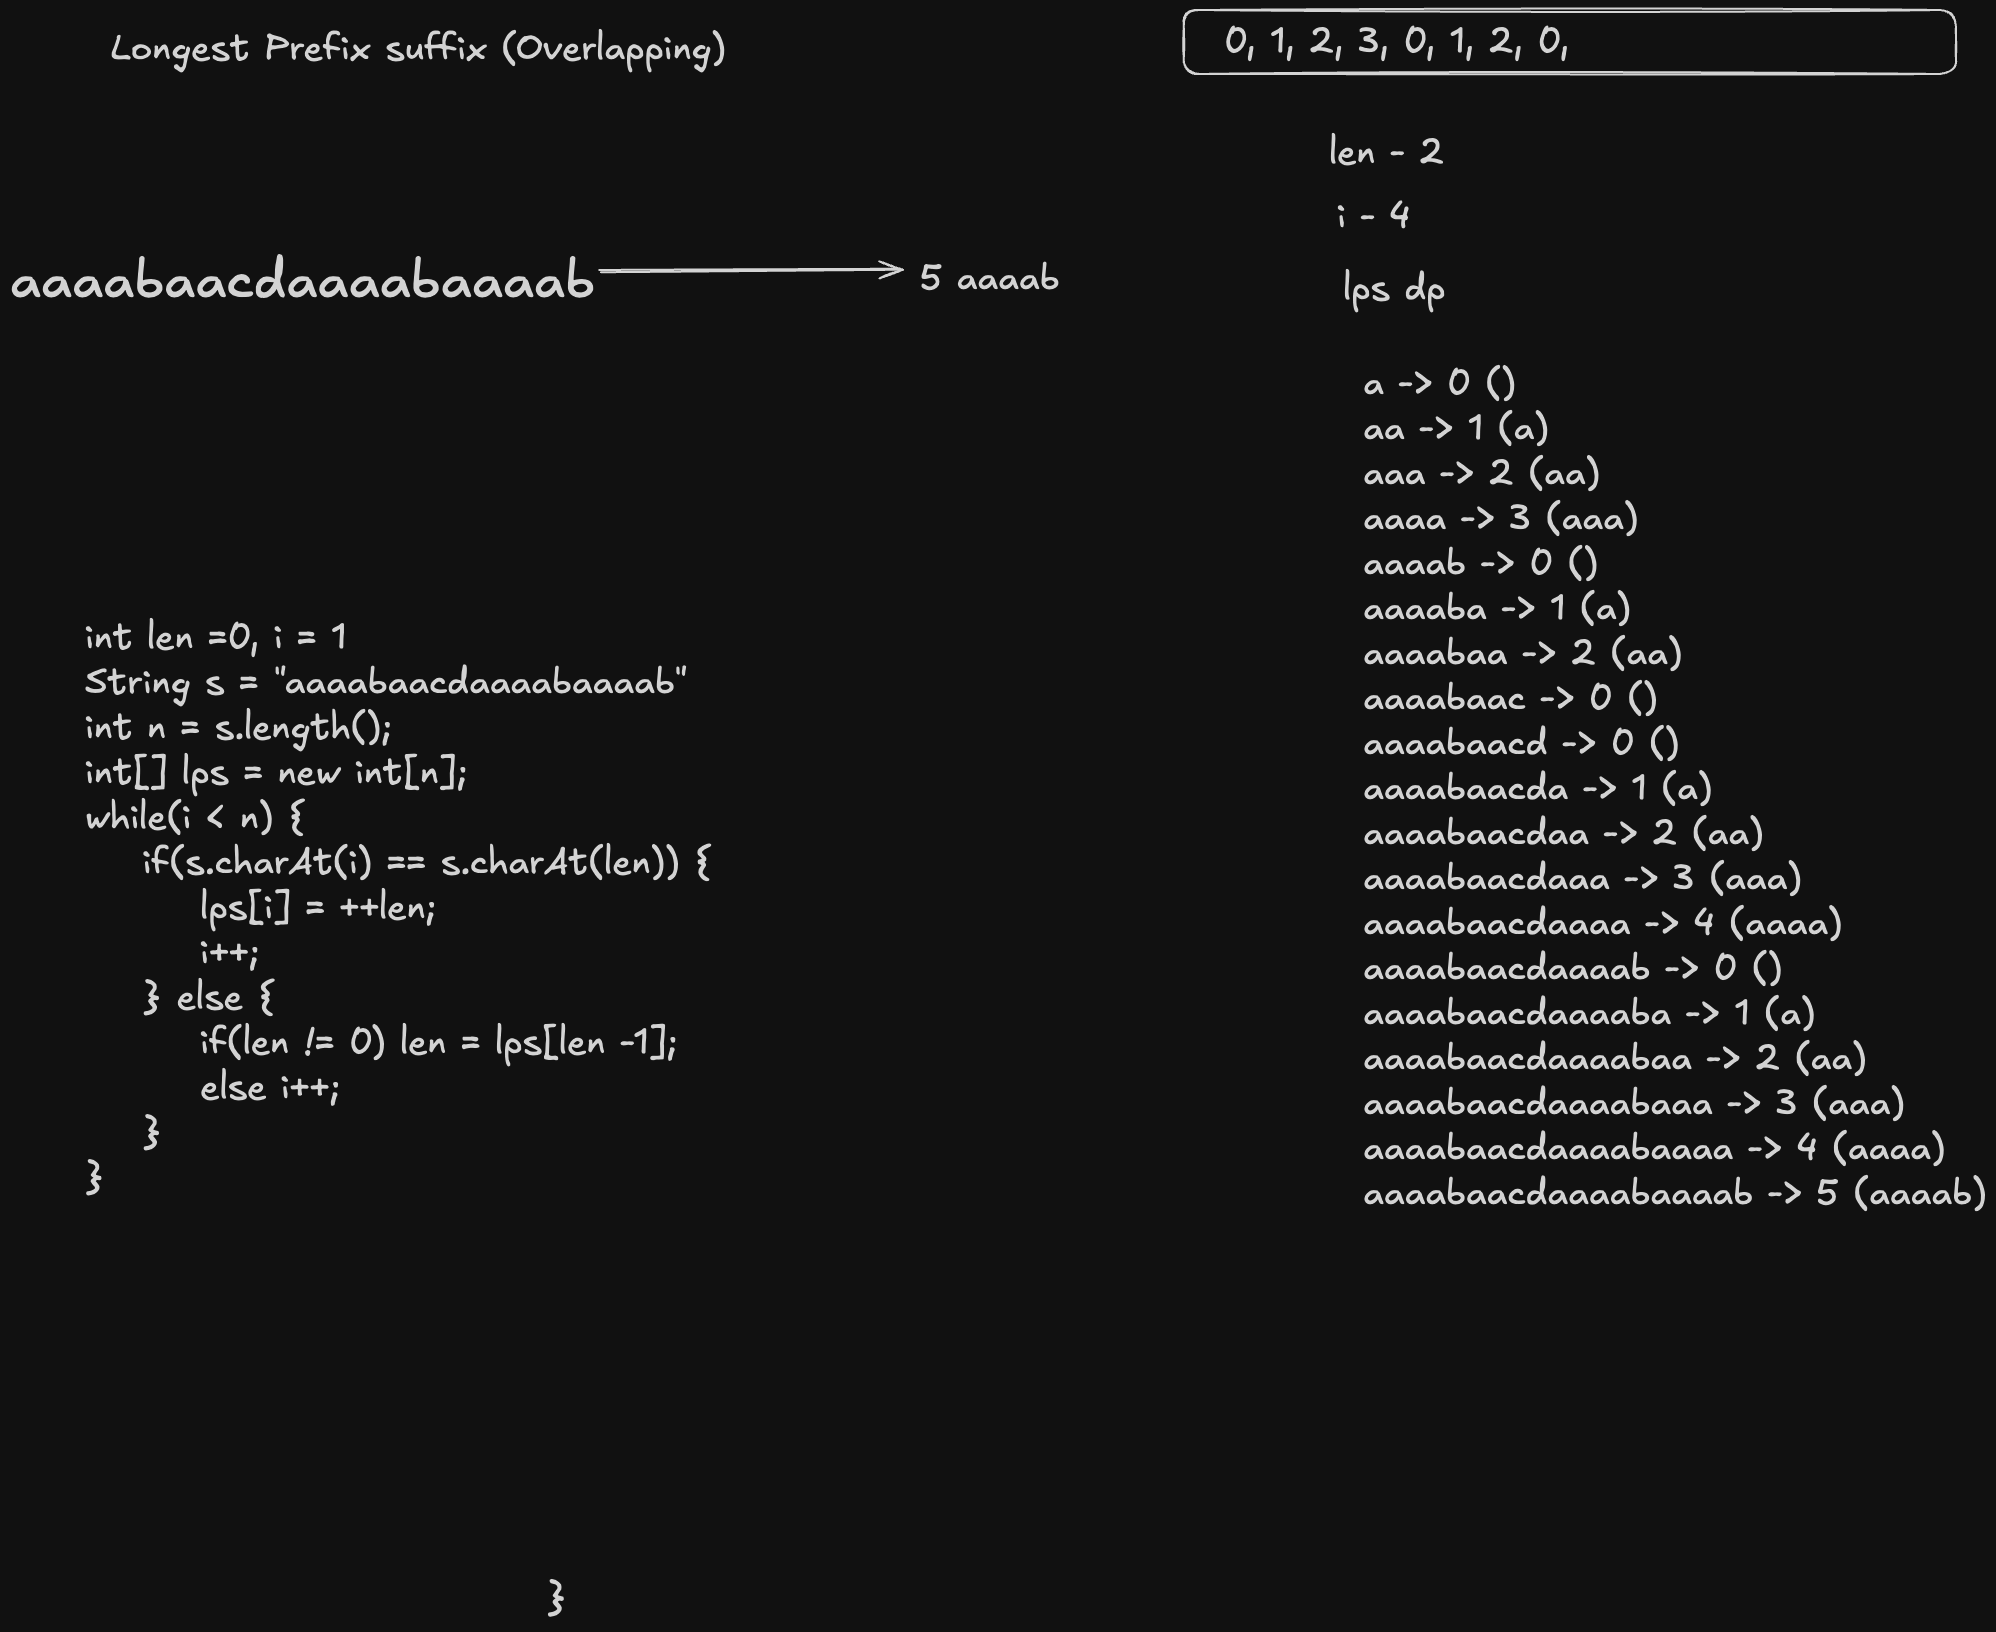 Longest Prefix suffix (Overlapping)
0, 1, 2, 3, 0, 1, 2, 0,
len - 2
i - 4
lps dp
aaaabaacdaaaabaaaab
5 aaaab
int len =0, i = 1
String s = "aaaabaacdaaaabaaaab"
int n = s.length();
int[] lps = new int[n];
while(i < n) {
if(s.charAt(i) == s.charAt(len)) {
lps[i] = ++len;
i++;
} else {
if(len != 0) len = lps[len -1];
else i++;
}
}
a -> 0 ()
aa -> 1 (a)
aaa -> 2 (aa)
aaaa -> 3 (aaa)
aaaab -> 0 ()
aaaaba -> 1 (a)
aaaabaa -> 2 (aa)
aaaabaac -> 0 ()
aaaabaacd -> 0 ()
aaaabaacda -> 1 (a)
aaaabaacdaa -> 2 (aa)
aaaabaacdaaa -> 3 (aaa)
aaaabaacdaaaa -> 4 (aaaa)
aaaabaacdaaaab -> 0 ()
aaaabaacdaaaaba -> 1 (a)
aaaabaacdaaaabaa -> 2 (aa)
aaaabaacdaaaabaaa -> 3 (aaa)
aaaabaacdaaaabaaaa -> 4 (aaaa)
aaaabaacdaaaabaaaab -> 5 (aaaab)
}